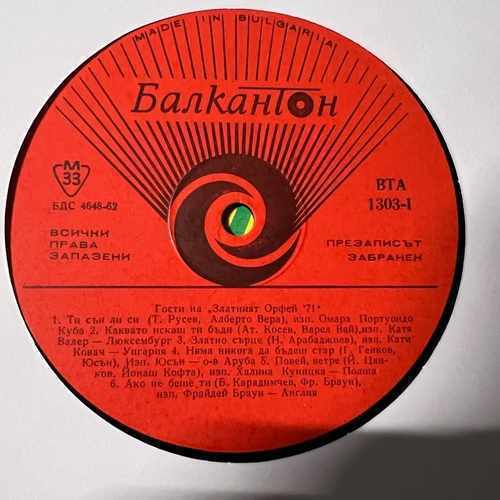 MADE IN BULGARIA
Балкантон
М
33
БДС 4648-62
ВТА
1303-I
ВСИЧКИ
ПРАВА
ЗАПАЗЕНИ
ПРЕЗАПИСЪТ
ЗАБРАНЕН
Гости на „Златният Орфей '71"
1. Ти сън ли си (Т. Русев, Алберто Вера), изп. Омара Портуондо
Куба 2. Каквато искаш ти бъди (Ат. Косев, Варел Бай), изп. Катя
Валер – Люксембург 3. Златно сърце (Н. Арабаджиев), изп. Кати
Ковач – Унгария 4. Няма никога да бъдеш стар (Г. Генков,
Юсън), Изп. Юсън – о-в Аруба 5. Повей, ветре (Й. Цан-
ков, Йонаш Кофта), изп. Халина Куницка – Полша
6. Ако не беше ти (Б. Карадимчев, Фр. Браун),
изп. Фрайдей Браун – Англия